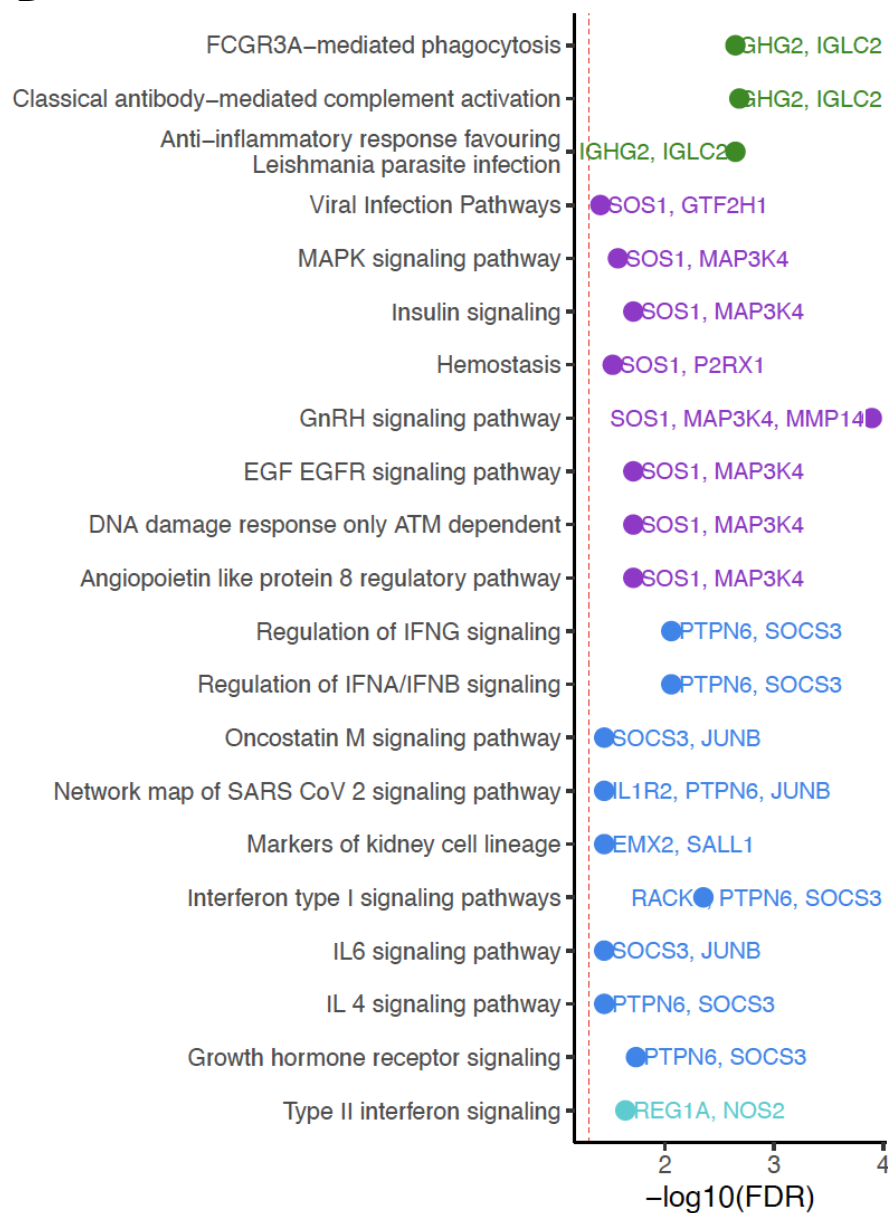 FCGR3A−mediated phagocytosis
GHG2, IGLC2
Classical antibody−mediated complement activation
GHG2, IGLC2
Anti−inflammatory response favouring
Leishmania parasite infection
IGHG2, IGLC2
Viral Infection Pathways
SOS1, GTF2H1
MAPK signaling pathway
SOS1, MAP3K4
Insulin signaling
SOS1, MAP3K4
Hemostasis
SOS1, P2RX1
GnRH signaling pathway
SOS1, MAP3K4, MMP14
EGF EGFR signaling pathway
SOS1, MAP3K4
DNA damage response only ATM dependent
SOS1, MAP3K4
Angiopoietin like protein 8 regulatory pathway
SOS1, MAP3K4
Regulation of IFNG signaling
PTPN6, SOCS3
Regulation of IFNA/IFNB signaling
PTPN6, SOCS3
Oncostatin M signaling pathway
SOCS3, JUNB
Network map of SARS CoV 2 signaling pathway
IL1R2, PTPN6, JUNB
Markers of kidney cell lineage
EMX2, SALL1
Interferon type I signaling pathways
RACK , PTPN6, SOCS3
IL6 signaling pathway
SOCS3, JUNB
IL 4 signaling pathway
PTPN6, SOCS3
Growth hormone receptor signaling
PTPN6, SOCS3
Type II interferon signaling
REG1A, NOS2
2 3 4
−log10(FDR)